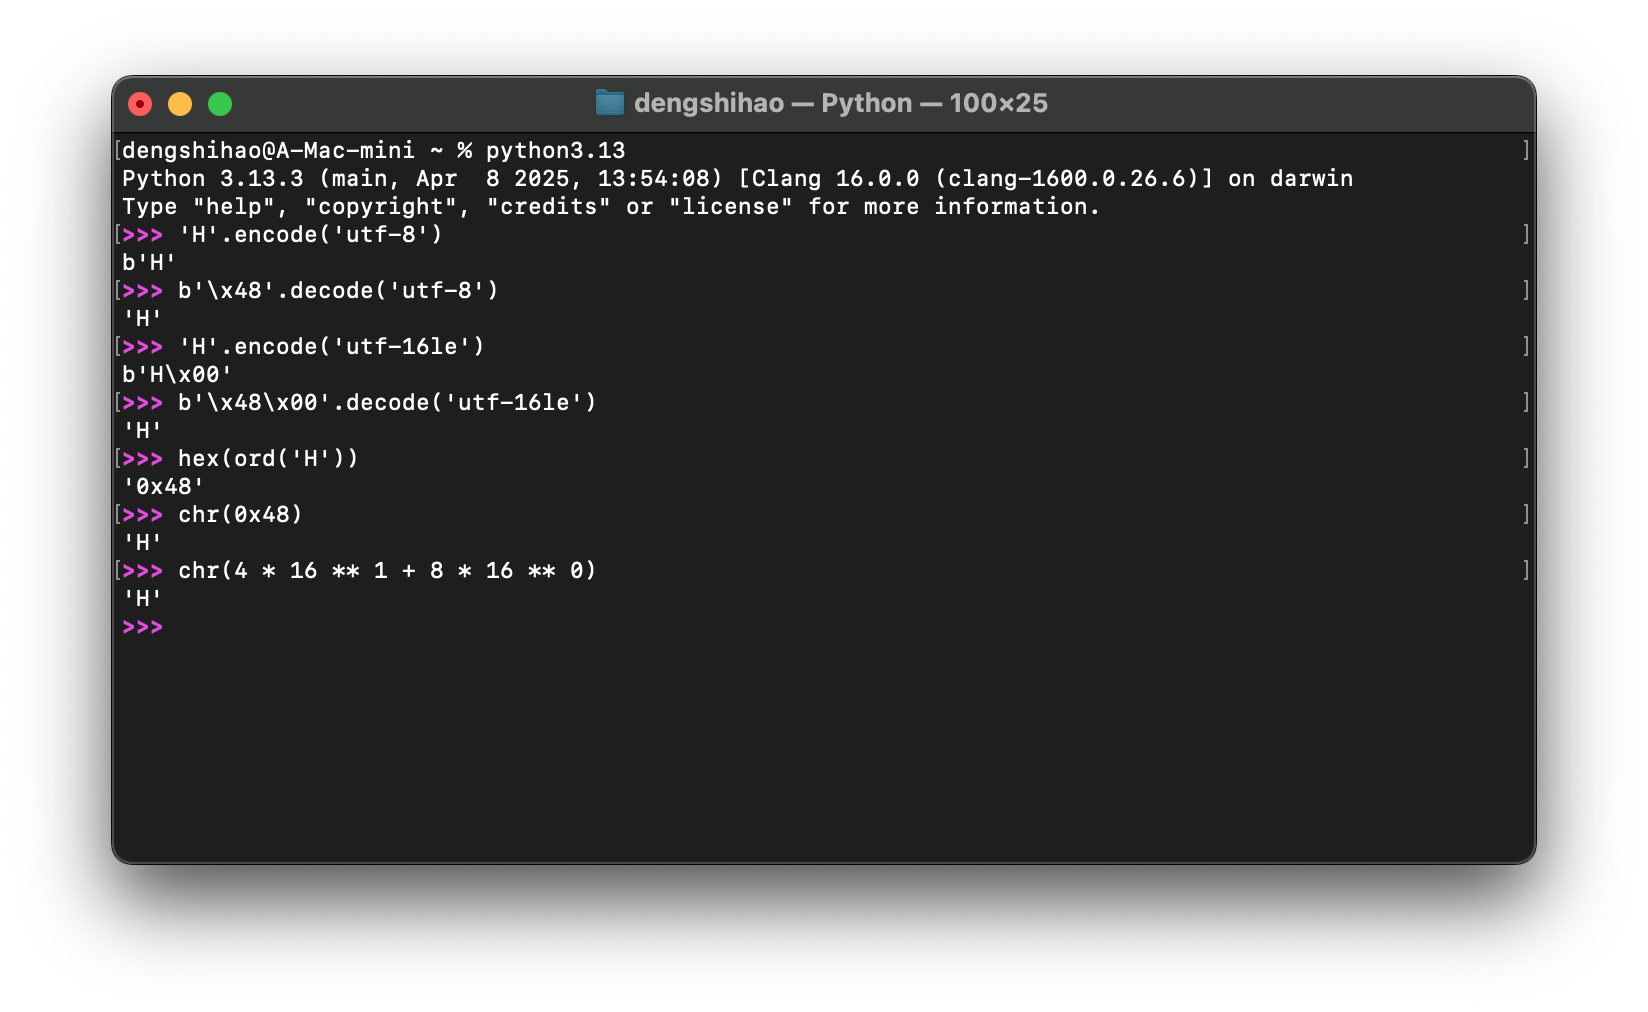 dengshihao — Python — 100×25
[dengshihao@A-Mac-mini ~ % python3.13 ]
Python 3.13.3 (main, Apr  8 2025, 13:54:08) [Clang 16.0.0 (clang-1600.0.26.6)] on darwin
Type "help", "copyright", "credits" or "license" for more information.
[>>> 'H'.encode('utf-8') ]
b'H'
[>>> b'\x48'.decode('utf-8') ]
'H'
[>>> 'H'.encode('utf-16le') ]
b'H\x00'
[>>> b'\x48\x00'.decode('utf-16le') ]
'H'
[>>> hex(ord('H')) ]
'0x48'
[>>> chr(0x48) ]
'H'
[>>> chr(4 * 16 ** 1 + 8 * 16 ** 0) ]
'H'
>>>